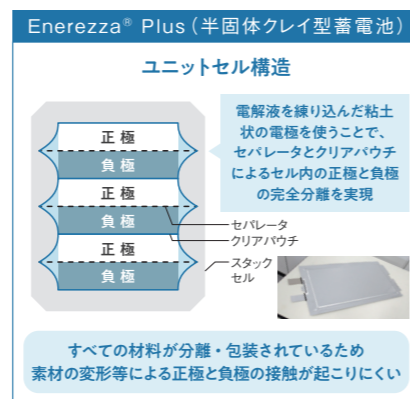 Enerezza® Plus（半固体クレイ型蓄電池）
ユニットセル構造
電解液を練り込んだ粘土
状の電極を使うことで、
セパレータとクリアパウチ
によるセル内の正極と負極
の完全分離を実現
正極
負極
正極
負極
正極
負極
セパレータ
クリアパウチ
スタック
セル
すべての材料が分離・包装されているため
素材の変形等による正極と負極の接触が起こりにくい